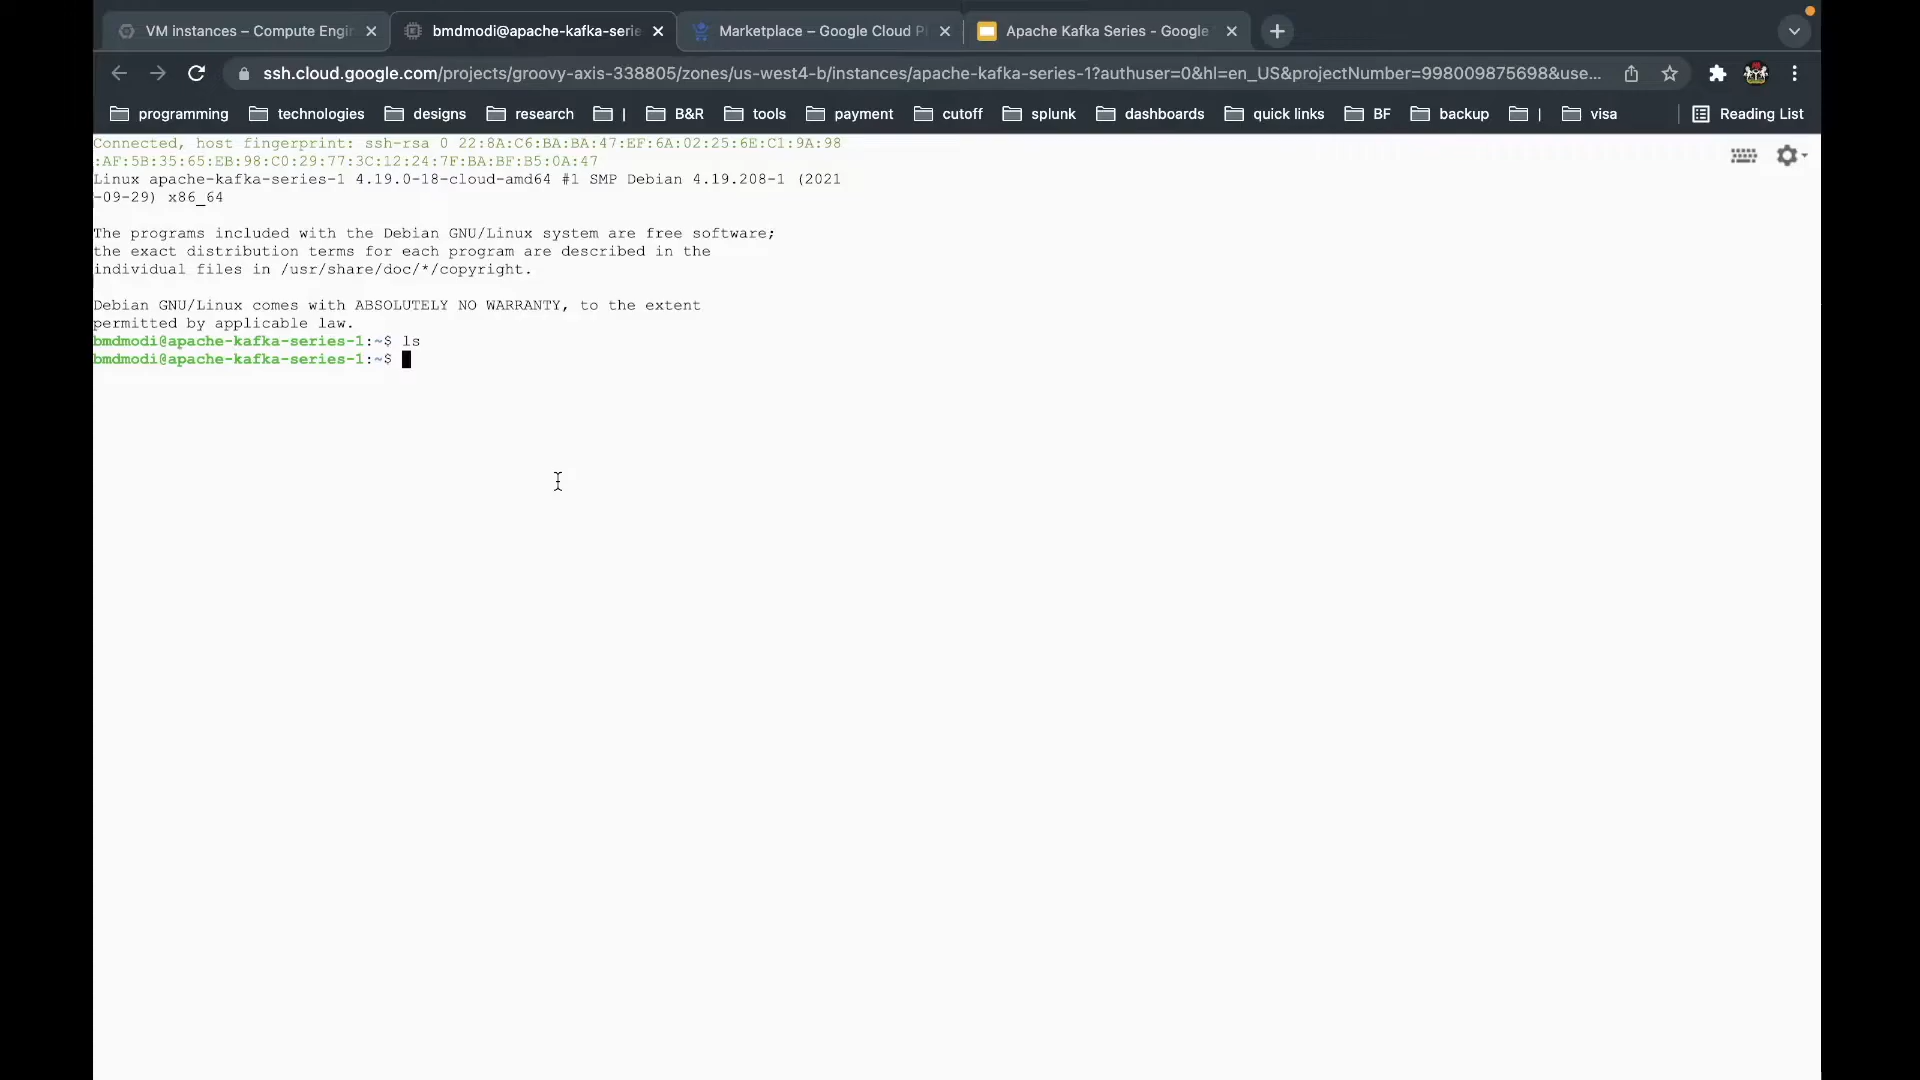 VM instances – Compute Engi
bmdmodi@apache-kafka-serie
Marketplace – Google Cloud P
Apache Kafka Series - Google
ssh.cloud.google.com/projects/groovy-axis-338805/zones/us-west4-b/instances/apache-kafka-series-1?authuser=0&hl=en_US&projectNumber=998009875698&use...
programming technologies designs research | B&R tools payment cutoff splunk dashboards quick links BF backup | visa Reading List
Connected, host fingerprint: ssh-rsa 0 22:8A:C6:BA:BA:47:EF:6A:02:25:6E:C1:9A:98
:AF:5B:35:65:EB:98:C0:29:77:3C:12:24:7F:BA:BF:B5:0A:47
Linux apache-kafka-series-1 4.19.0-18-cloud-amd64 #1 SMP Debian 4.19.208-1 (2021
-09-29) x86_64
The programs included with the Debian GNU/Linux system are free software;
the exact distribution terms for each program are described in the
individual files in /usr/share/doc/*/copyright.
Debian GNU/Linux comes with ABSOLUTELY NO WARRANTY, to the extent
permitted by applicable law.
bmdmodi@apache-kafka-series-1:~$ ls
bmdmodi@apache-kafka-series-1:~$